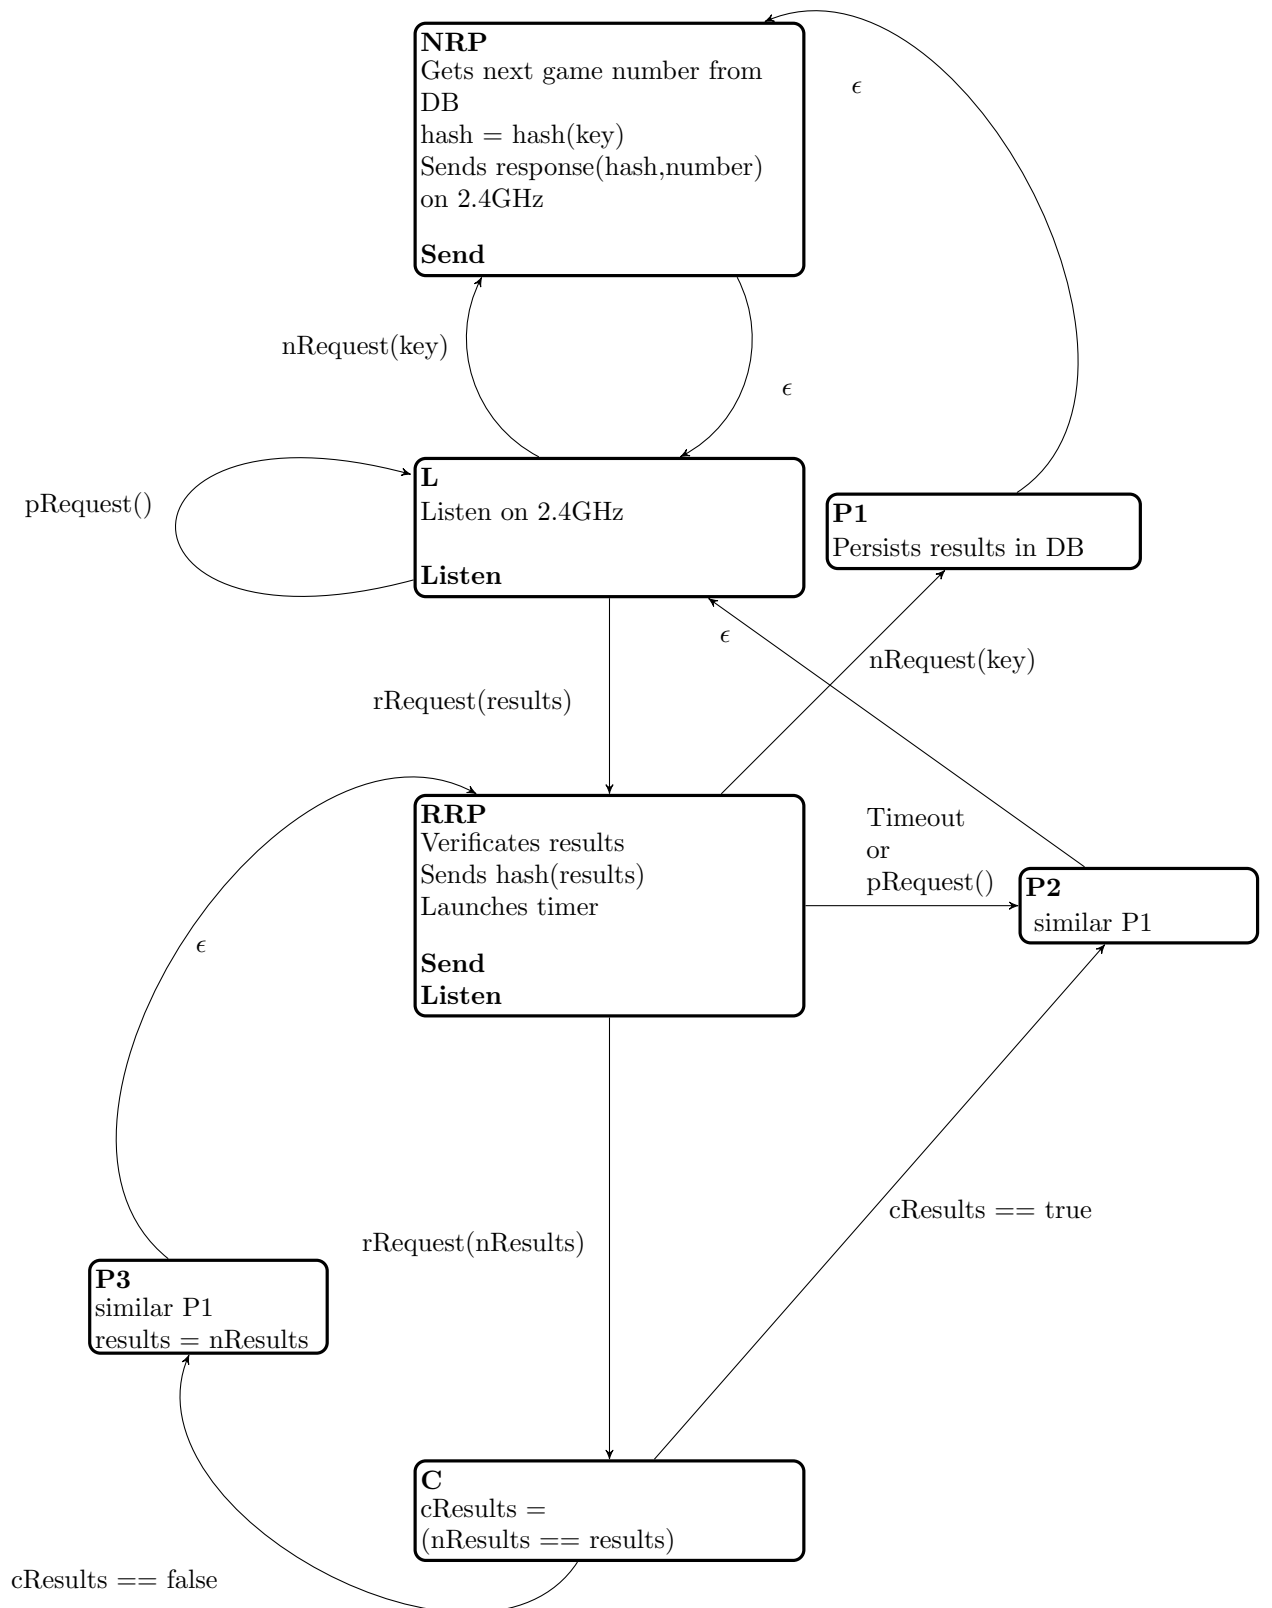 NRP
Gets next game number from
DB
hash = hash(key)
Sends response(hash,number)
on 2.4GHz
Send
ϵ
nRequest(key)
ϵ
L
Listen on 2.4GHz
Listen
pRequest()
P1
Persists results in DB
ϵ
nRequest(key)
rRequest(results)
RRP
Verificates results
Sends hash(results)
Launches timer
Send
Listen
Timeout
or
pRequest()
P2
similar P1
ϵ
cResults == true
rRequest(nResults)
P3
similar P1
results = nResults
C
cResults =
(nResults == results)
cResults == false